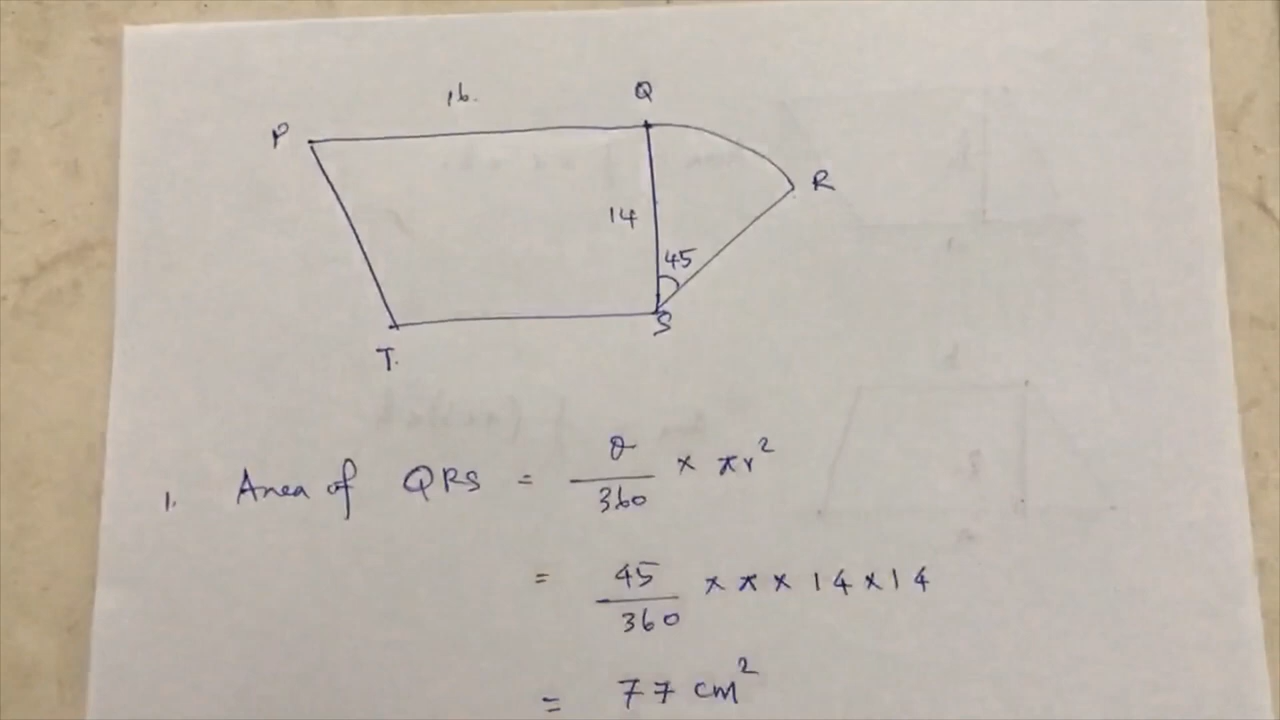 16.
Q
P
R
14
45
S
T.
1. Area of QRS = θ/360 × πr²
= 45/360 × π × 14 × 14
= 77 cm²